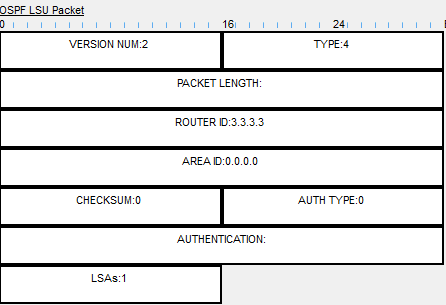 OSPF LSU Packet
0 16 24
VERSION NUM:2 TYPE:4
PACKET LENGTH:
ROUTER ID:3.3.3.3
AREA ID:0.0.0.0
CHECKSUM:0 AUTH TYPE:0
AUTHENTICATION:
LSAs:1